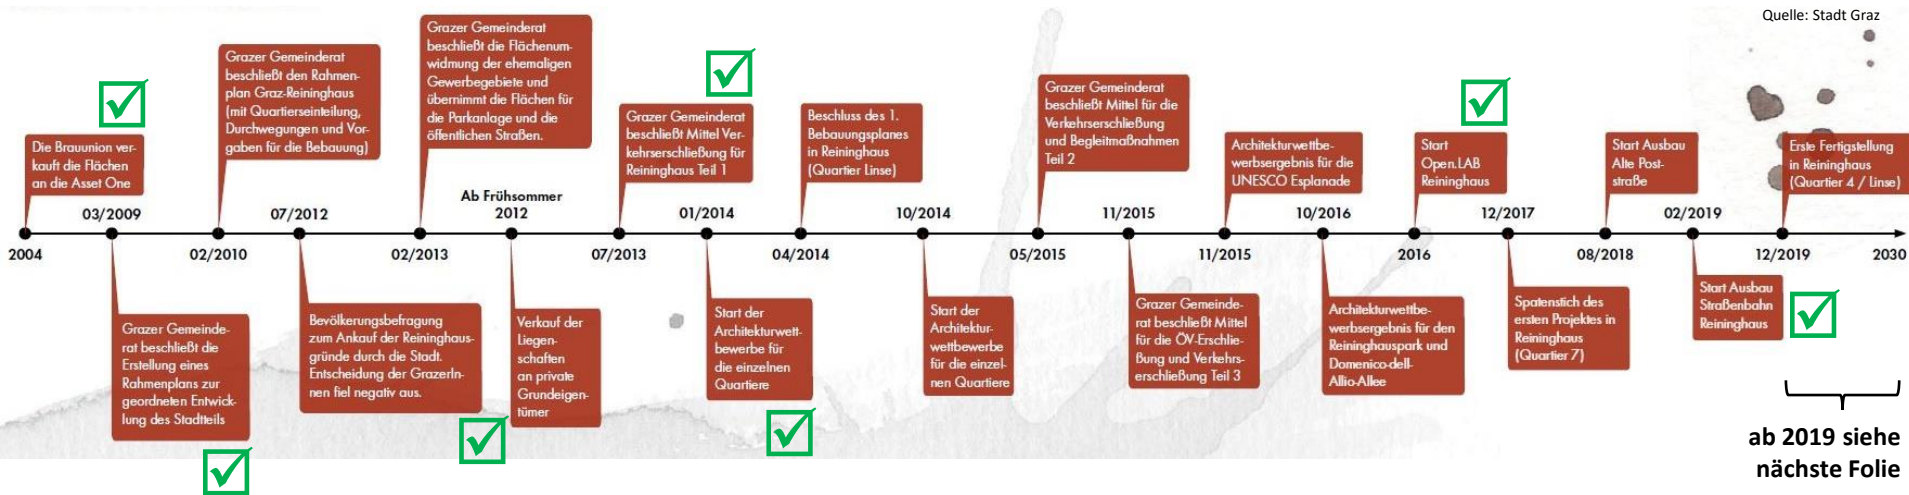 Quelle: Stadt Graz
Die Brauunion ver-
kauft die Flächen
an die Asset One
2004
03/2009
Grazer Gemeinde-
rat beschließt die
Erstellung eines
Rahmenplans zur
geordneten Entwick-
lung des Stadtteils
Grazer Gemeinderat
beschließt den Rahmen-
plan Graz-Reininghaus
(mit Quartierseinteilung,
Durchwegungen und Vor-
gaben für die Bebauung)
02/2010
07/2012
Bevölkerungsbefragung
zum Ankauf der Reininghaus-
gründe durch die Stadt.
Entscheidung der GrazerIn-
nen fiel negativ aus.
Grazer Gemeinderat
beschließt die Flächenum-
widmung der ehemaligen
Gewerbegebiete und
übernimmt die Flächen für
die Parkanlage und die
öffentlichen Straßen.
02/2013
Ab Frühsommer
2012
Verkauf der
Liegen-
schaften
an private
Grundeigen-
tümer
Grazer Gemeinderat
beschließt Mittel Ver-
kehrserschließung für
Reininghaus Teil 1
07/2013
01/2014
Start der
Architekturwett-
bewerbe für
die einzelnen
Quartiere
Beschluss des 1.
Bebauungsplanes
in Reininghaus
(Quartier Linse)
04/2014
10/2014
Start der
Architektur-
wettbewerbe
für die einzel-
nen Quartiere
Grazer Gemeinderat
beschließt Mittel für die
Verkehrserschließung
und Begleitmaßnahmen
Teil 2
05/2015
11/2015
Grazer Gemeinde-
rat beschließt Mittel
für die ÖV-Erschlie-
ßung und Verkehrs-
erschließung Teil 3
Architekturwettbe-
werbsergebnis für die
UNESCO Esplanade
11/2015
10/2016
Architekturwettbe-
werbsergebnis für den
Reininghauspark und
Domenico-dell-
Allio-Allee
Start
Open.LAB
Reininghaus
2016
12/2017
Spatenstich des
ersten Projektes in
Reininghaus
(Quartier 7)
Start Ausbau
Alte Post-
straße
08/2018
02/2019
Start Ausbau
Straßenbahn
Reininghaus
Erste Fertigstellung
in Reininghaus
(Quartier 4 / Linse)
12/2019
2030
ab 2019 siehe
nächste Folie